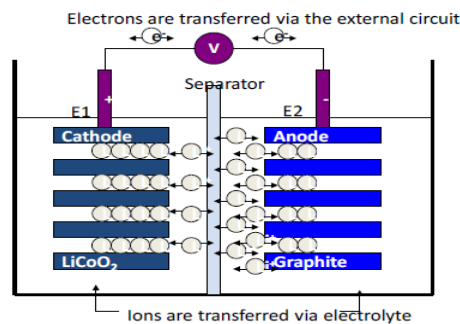 Electrons are transferred via the external circuit
e-
V
e-
Separator
E1
+
E2
-
Cathode
Anode
LiCoO2
Graphite
Ions are transferred via electrolyte